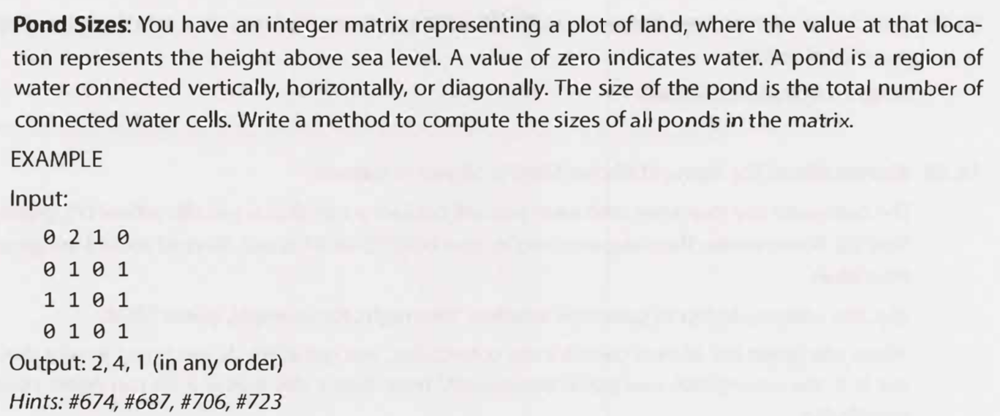 Pond Sizes: You have an integer matrix representing a plot of land, where the value at that loca-
tion represents the height above sea level. A value of zero indicates water. A pond is a region of
water connected vertically, horizontally, or diagonally. The size of the pond is the total number of
connected water cells. Write a method to compute the sizes of all ponds in the matrix.
EXAMPLE
Input:
0 2 1 0
0 1 0 1
1 1 0 1
0 1 0 1
Output: 2, 4, 1 (in any order)
Hints: #674, #687, #706, #723